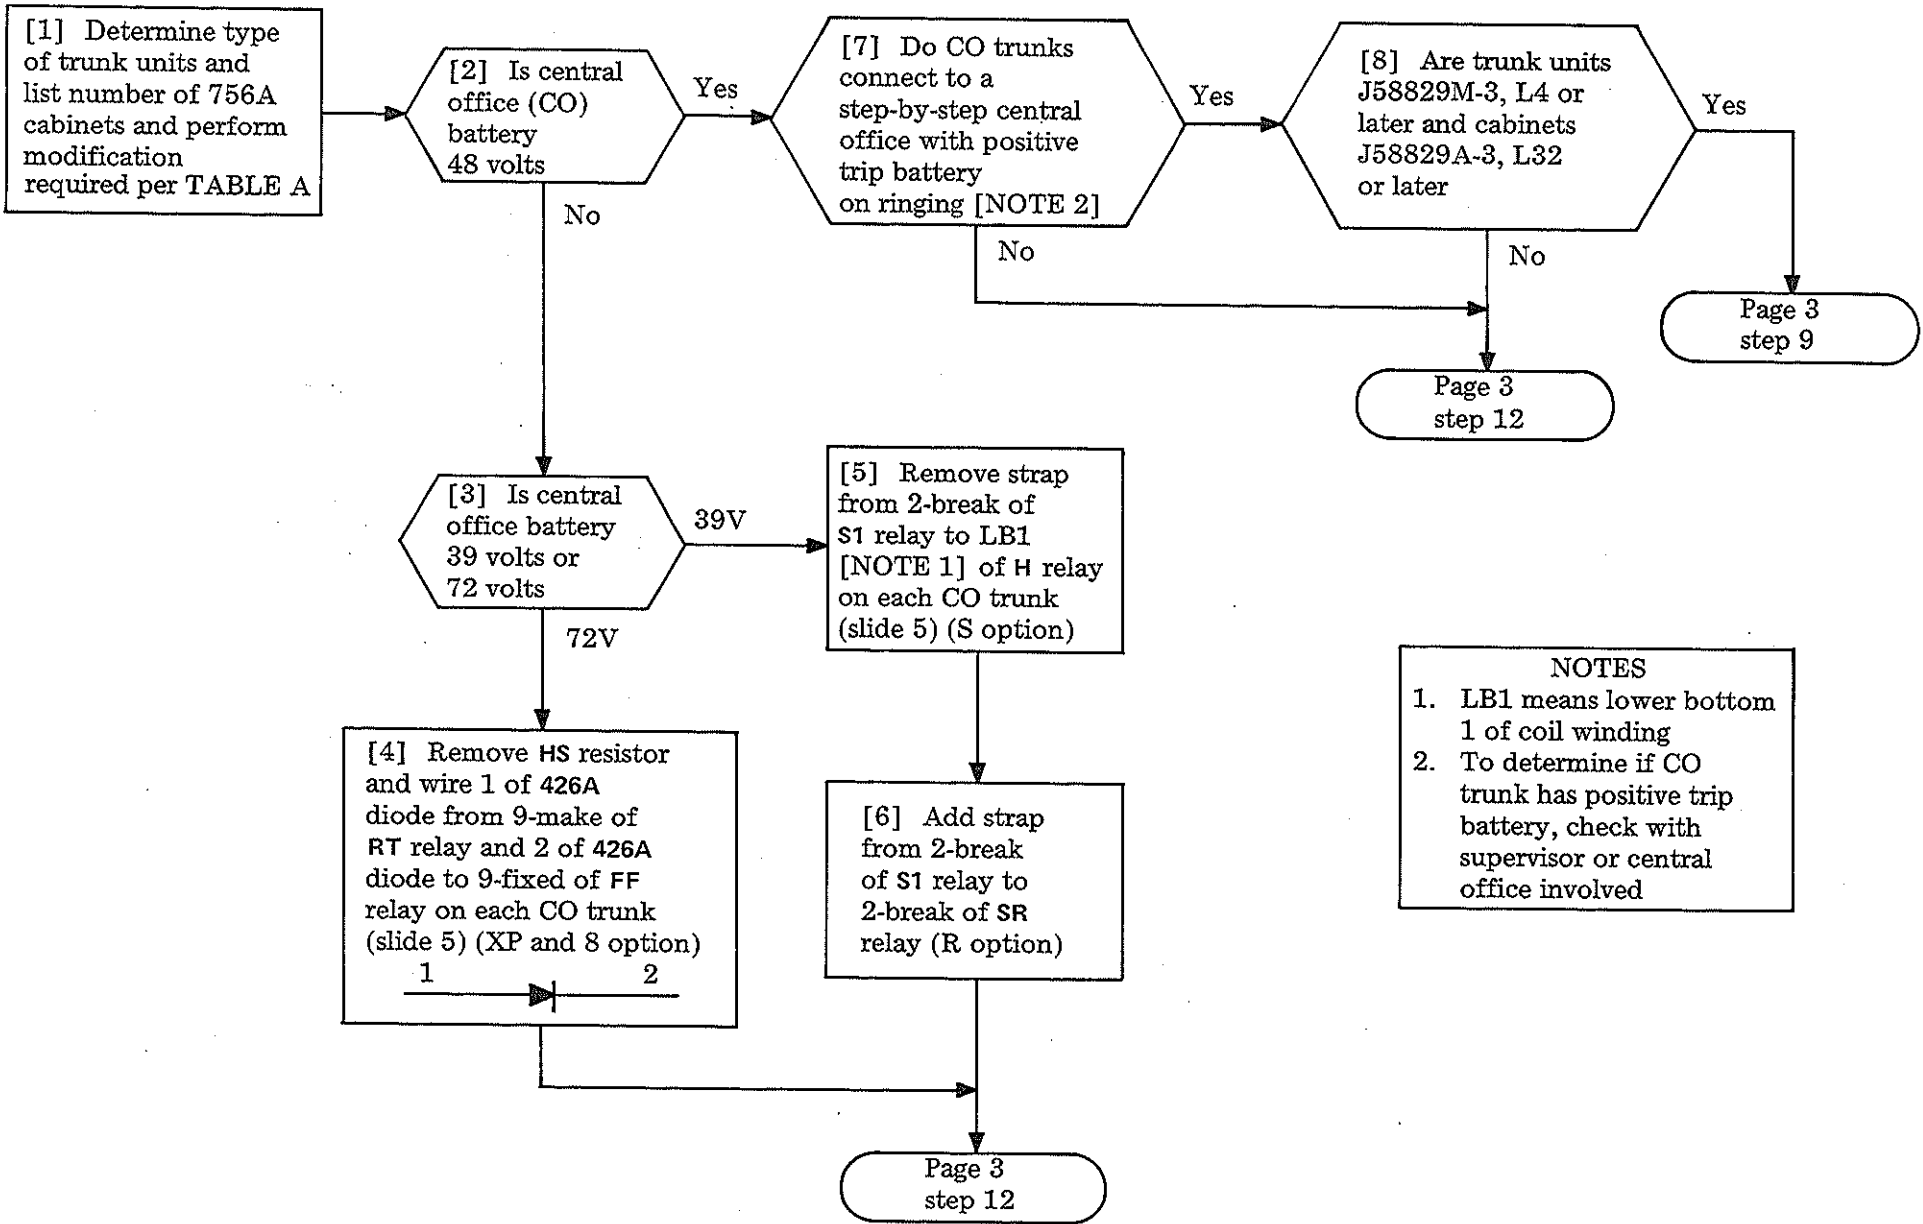 [1] Determine type
of trunk units and
list number of 756A
cabinets and perform
modification
required per TABLE A
[2] Is central
office (CO)
battery
48 volts
Yes
No
[7] Do CO trunks
connect to a
step-by-step central
office with positive
trip battery
on ringing [NOTE 2]
Yes
No
[8] Are trunk units
J58829M-3, L4 or
later and cabinets
J58829A-3, L32
or later
Yes
No
Page 3
step 9
Page 3
step 12
[3] Is central
office battery
39 volts or
72 volts
39V
72V
[5] Remove strap
from 2-break of
S1 relay to LB1
[NOTE 1] of H relay
on each CO trunk
(slide 5) (S option)
[4] Remove HS resistor
and wire 1 of 426A
diode from 9-make of
RT relay and 2 of 426A
diode to 9-fixed of FF
relay on each CO trunk
(slide 5) (XP and 8 option)
1 2
[6] Add strap
from 2-break
of S1 relay to
2-break of SR
relay (R option)
Page 3
step 12
NOTES
1. LB1 means lower bottom
1 of coil winding
2. To determine if CO
trunk has positive trip
battery, check with
supervisor or central
office involved